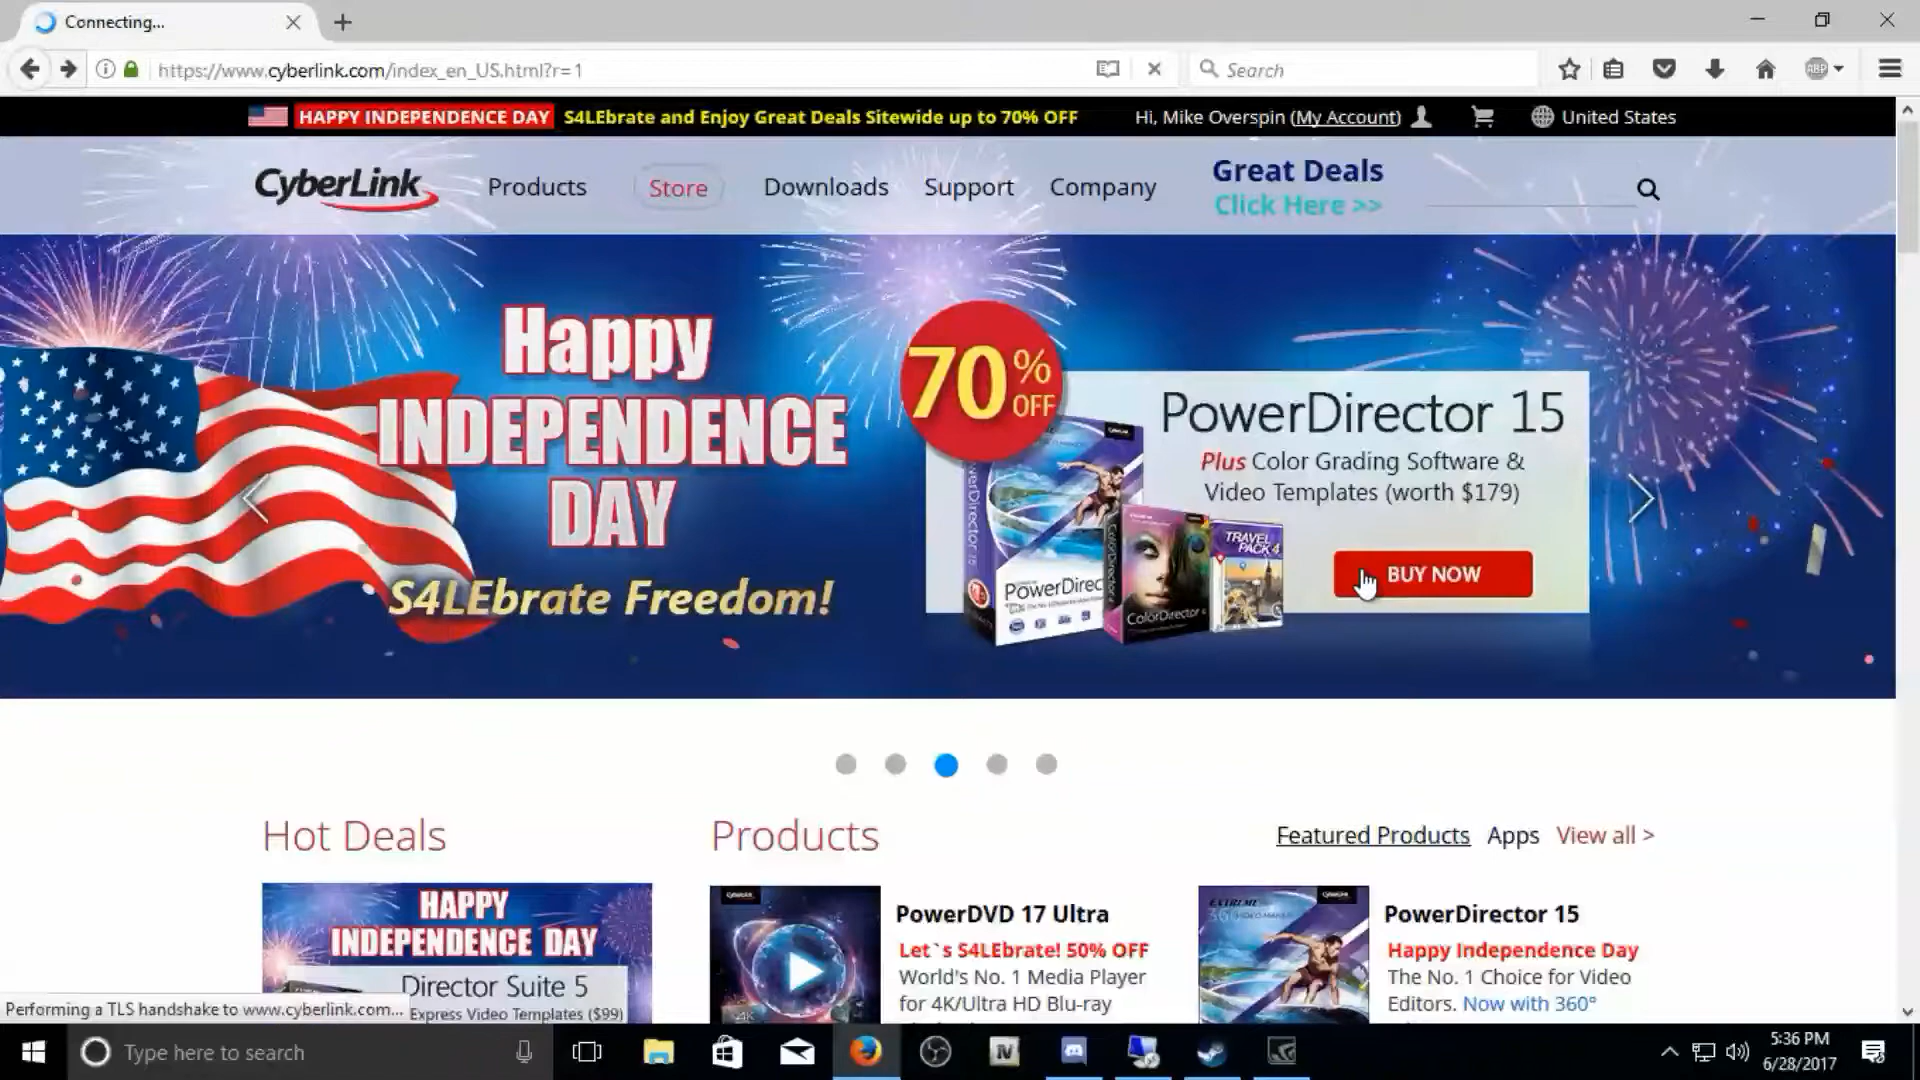 Connecting...
https://www.cyberlink.com/index_en_US.html?r=1
Search
ABP
HAPPY INDEPENDENCE DAY S4LEbrate and Enjoy Great Deals Sitewide up to 70% OFF
Hi, Mike Overspin (My Account)
United States
CyberLink
Products
Store
Downloads
Support
Company
Great Deals
Click Here >>
Happy
INDEPENDENCE
DAY
S4LEbrate Freedom!
70% OFF
PowerDirector 15
Plus Color Grading Software &
Video Templates (worth $179)
BUY NOW
PowerDirec
ColorDirector
TRAVEL
PACK 4
Hot Deals
Products
Featured Products
Apps
View all >
HAPPY
INDEPENDENCE DAY
Director Suite 5
Express Video Templates ($99)
PowerDVD 17 Ultra
Let`s S4LEbrate! 50% OFF
World's No. 1 Media Player
for 4K/Ultra HD Blu-ray
PowerDirector 15
Happy Independence Day
The No. 1 Choice for Video
Editors. Now with 360°
Performing a TLS handshake to www.cyberlink.com...
Type here to search
5:36 PM
6/28/2017